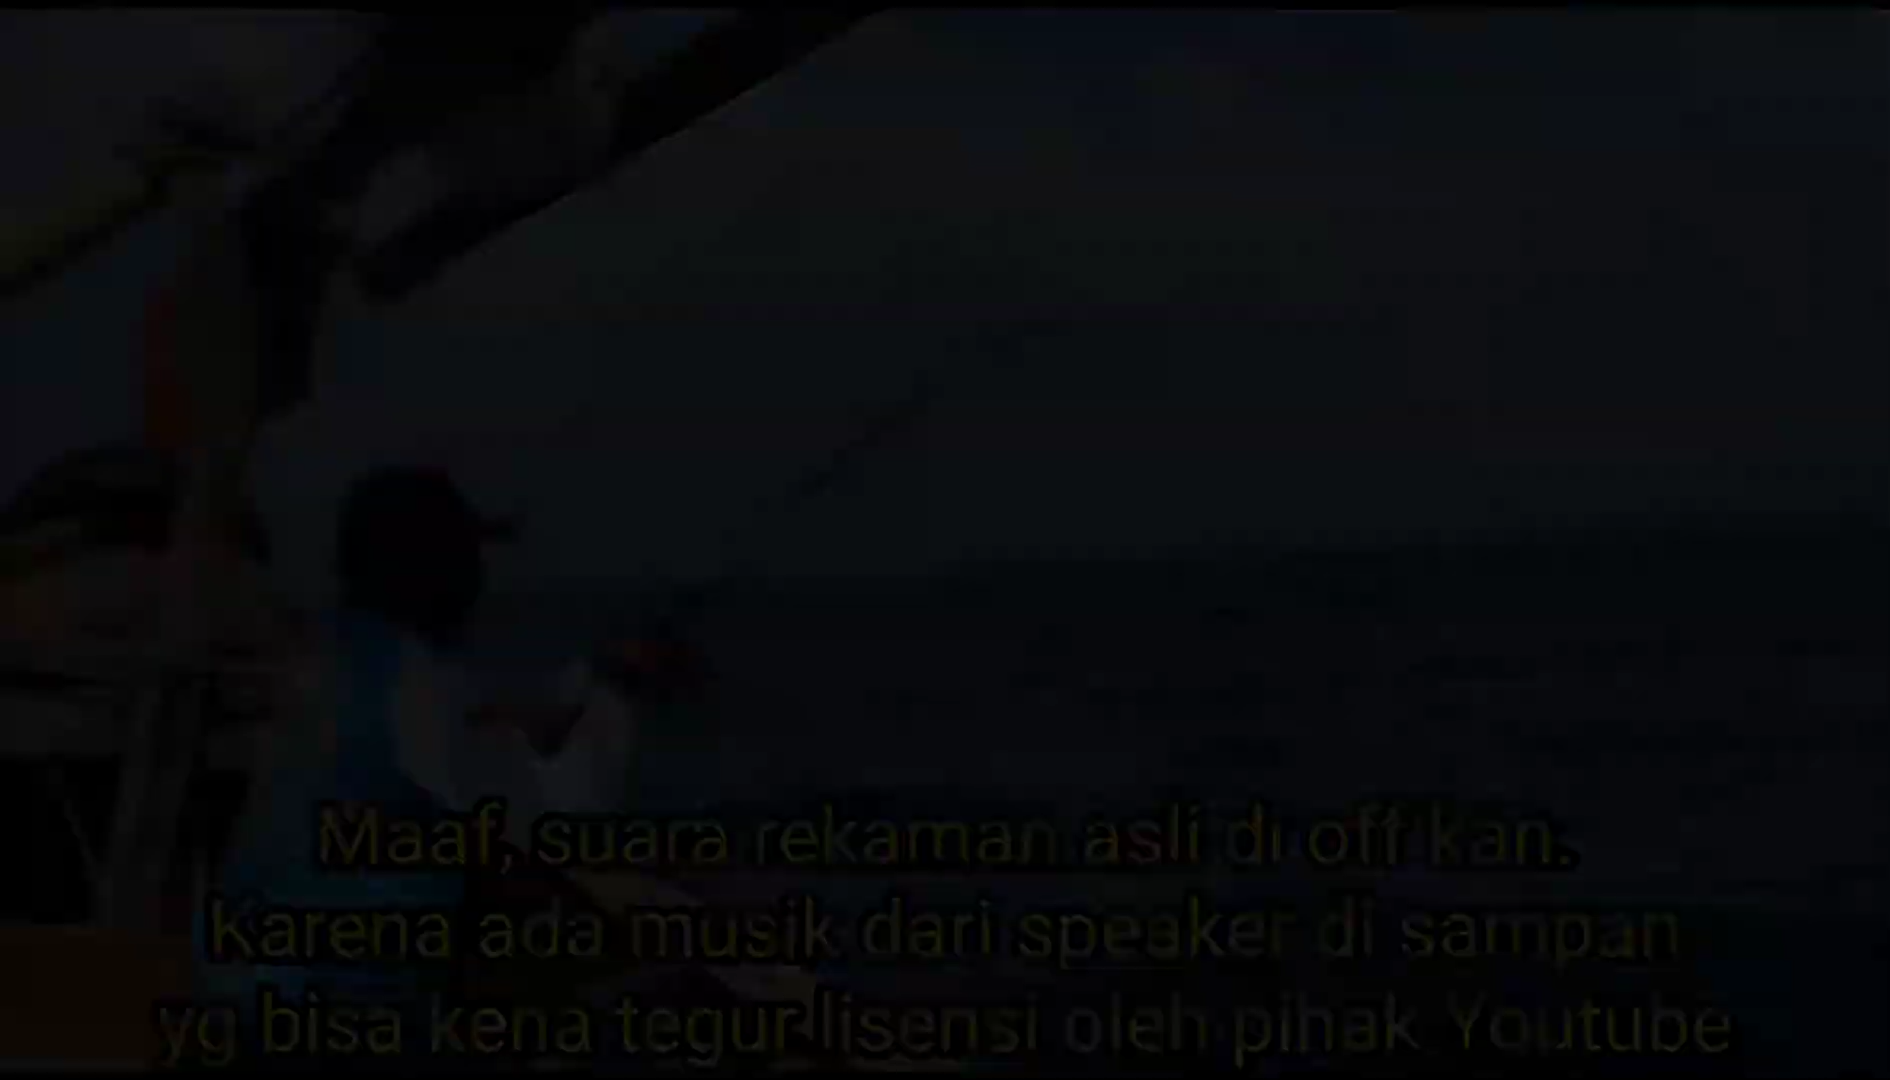 Maaf, suara rekaman asli di off kan.
Karena ada musik dari speaker di sampan
yg bisa kena tegur lisensi oleh pihak Youtube